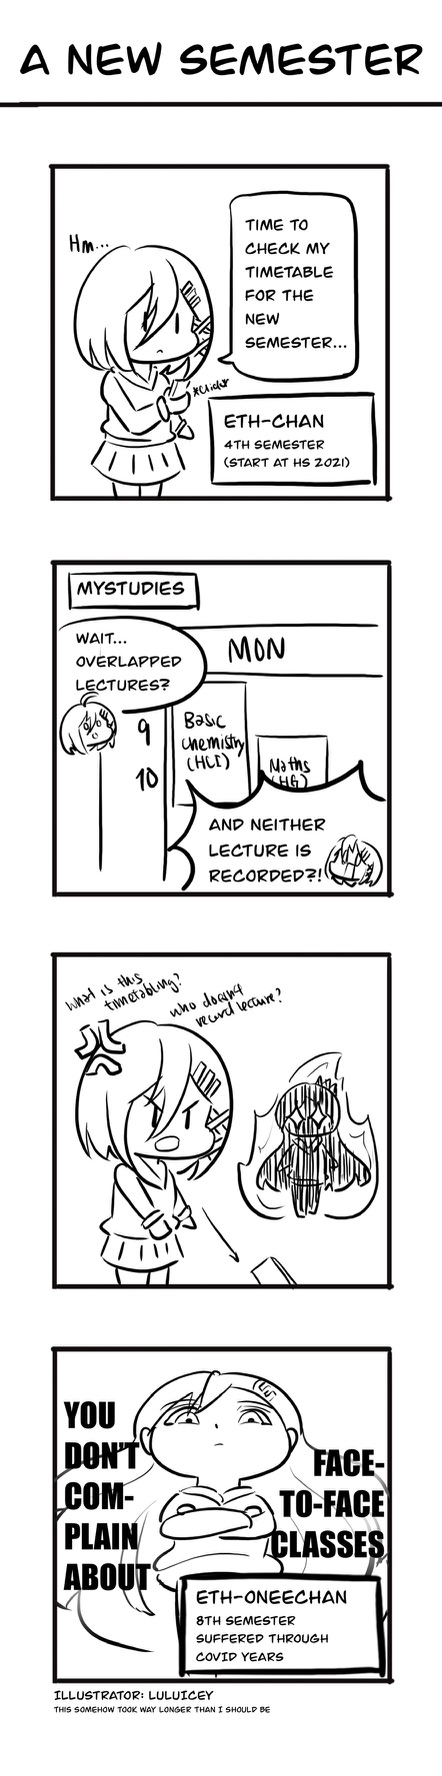 A NEW SEMESTER
Hm...
TIME TO
CHECK MY
TIMETABLE
FOR THE
NEW
SEMESTER...
*Click*
ETH-CHAN
4TH SEMESTER
(START AT HS 2021)
MYSTUDIES
WAIT...
OVERLAPPED
LECTURES?
MON
9
10
Basic
chemistry
(HCI)
Maths
(HG)
AND NEITHER
LECTURE IS
RECORDED?!
what is this
timetabling?
who doesn't
record lecture?
YOU
DON'T
COM-
PLAIN
ABOUT
FACE-
TO-FACE
CLASSES
ETH-ONEECHAN
8TH SEMESTER
SUFFERED THROUGH
COVID YEARS
ILLUSTRATOR: LULUICEY
THIS SOMEHOW TOOK WAY LONGER THAN I SHOULD BE